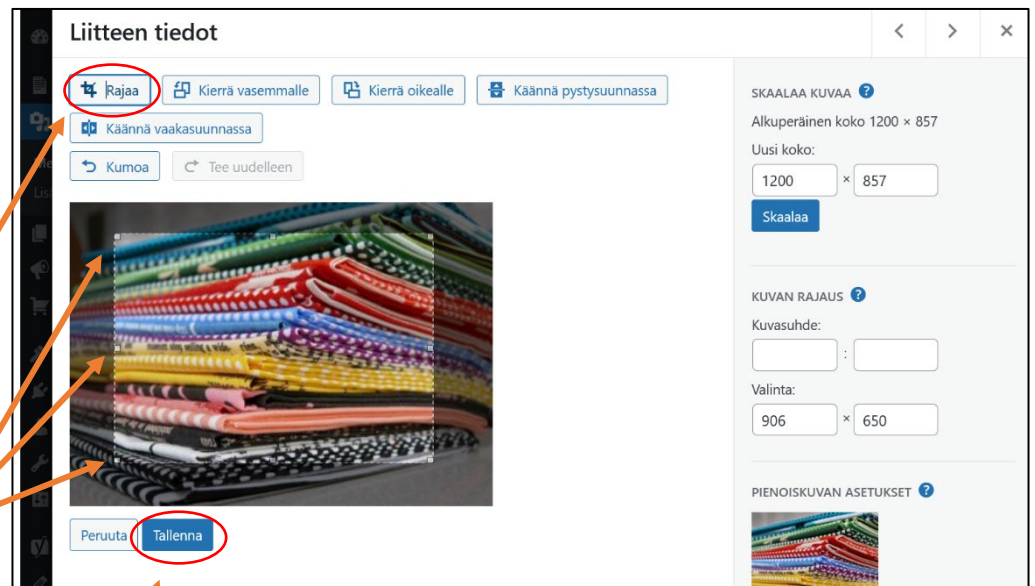 Liitteen tiedot
Rajaa
Kierrä vasemmalle
Kierrä oikealle
Käännä pystysuunnassa
Käännä vaakasuunnassa
Kumoa
Tee uudelleen
Peruuta
Tallenna
SKAALAA KUVAA ?
Alkuperäinen koko 1200 × 857
Uusi koko:
1200 × 857
Skaalaa
KUVAN RAJAUS ?
Kuvasuhde:
:
Valinta:
906 × 650
PIENOISKUVAN ASETUKSET ?